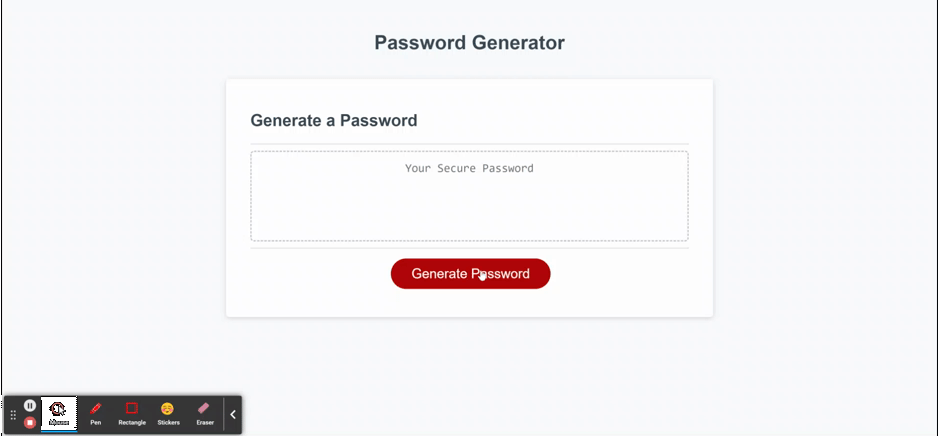 Password Generator
Generate a Password
Your Secure Password
Generate Password
Mouse
Pen
Rectangle
Stickers
Eraser